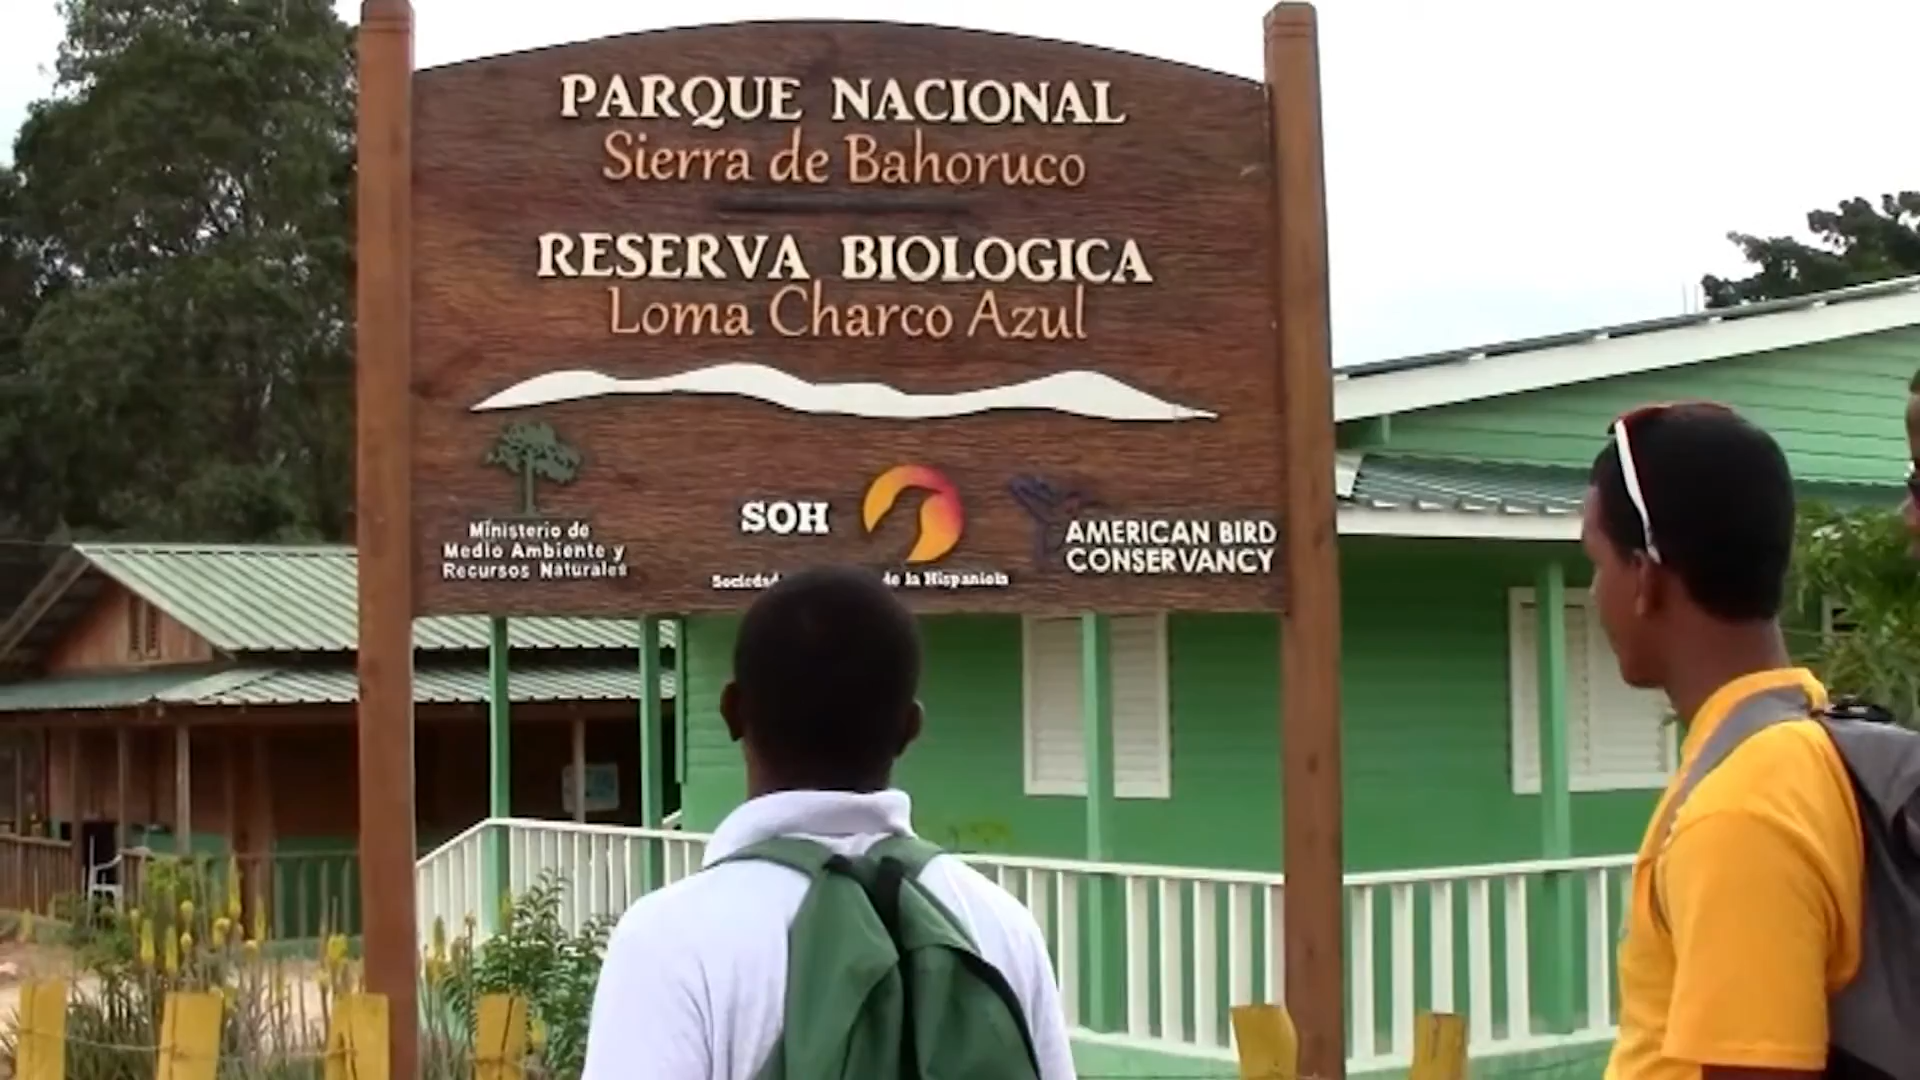 PARQUE NACIONAL
Sierra de Bahoruco
RESERVA BIOLOGICA
Loma Charco Azul
Ministerio de
Medio Ambiente y
Recursos Naturales
SOH
Sociedad de la Hispaniola
AMERICAN BIRD
CONSERVANCY